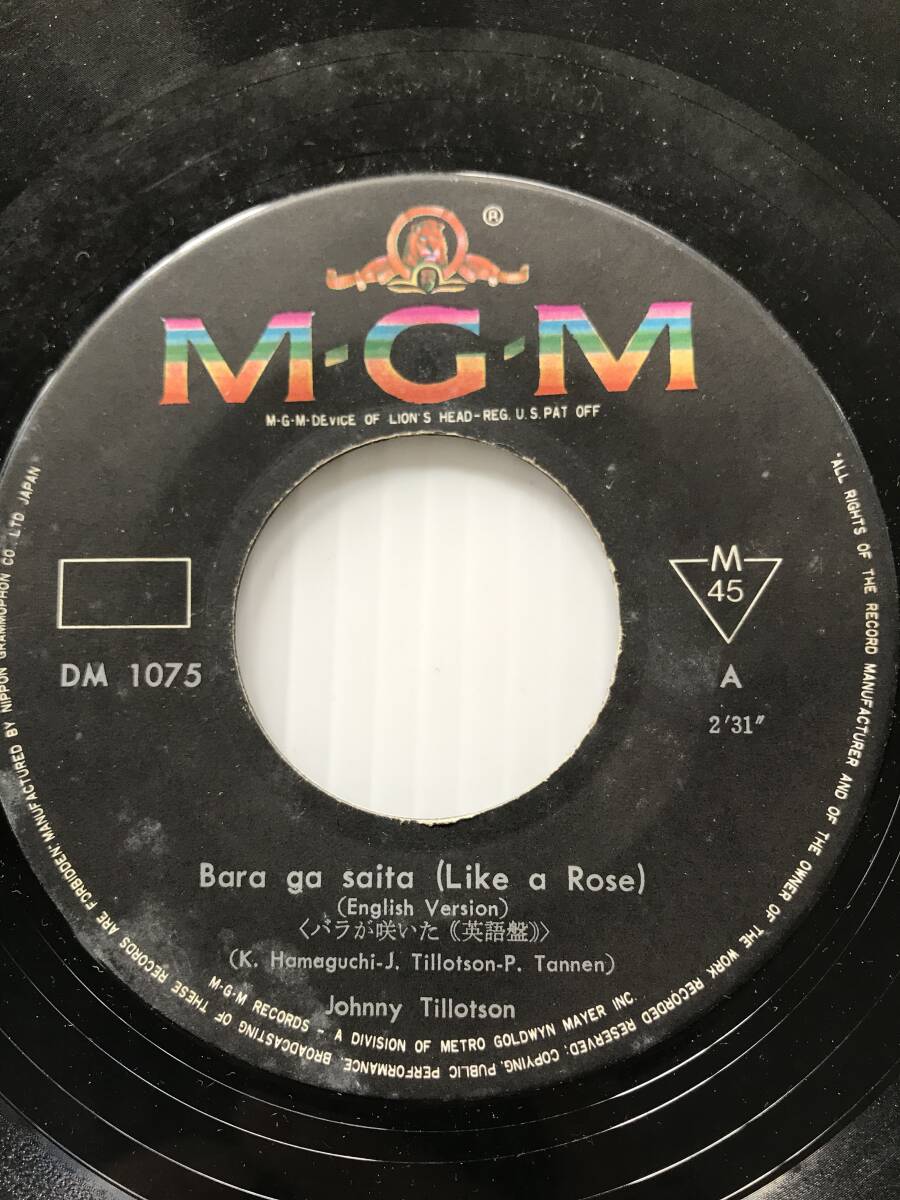 ®
M-G-M
M-G-M-DEVICE OF LION'S HEAD-REG. U.S. PAT OFF
DM 1075
M
45
A
2'31"
Bara ga saita (Like a Rose)
(English Version)
〈バラが咲いた《英語盤》〉
(K. Hamaguchi-J. Tillotson-P. Tannen)
Johnny Tillotson
M-G-M RECORDS - A DIVISION OF METRO GOLDWYN MAYER INC.
"ALL RIGHTS OF THE RECORD MANUFACTURER AND OF THE OWNER OF THE WORK RECORDED RESERVED: COPYING, PUBLIC PERFORMANCE, BROADCASTING OF THESE RECORDS ARE FORBIDDEN" MANUFACTURED BY NIPPON GRAMMOPHON CO. LTD JAPAN